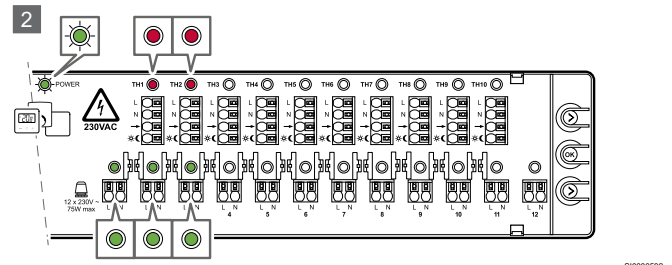 2
POWER
TH1 TH2 TH3 TH4 TH5 TH6 TH7 TH8 TH9 TH10
230VAC
L L L L L L L L L L
N N N N N N N N N N
OK
12 x 230V ~
75W max
L N L N L N L N L N L N L N L N L N L N L N L N
4 5 6 7 8 9 10 11 12